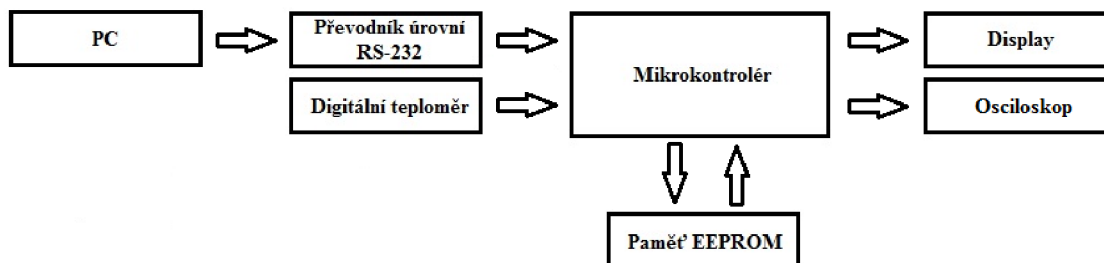 PC
Převodník úrovní
RS-232
Digitální teploměr
Mikrokontrolér
Display
Osciloskop
Paměť EEPROM